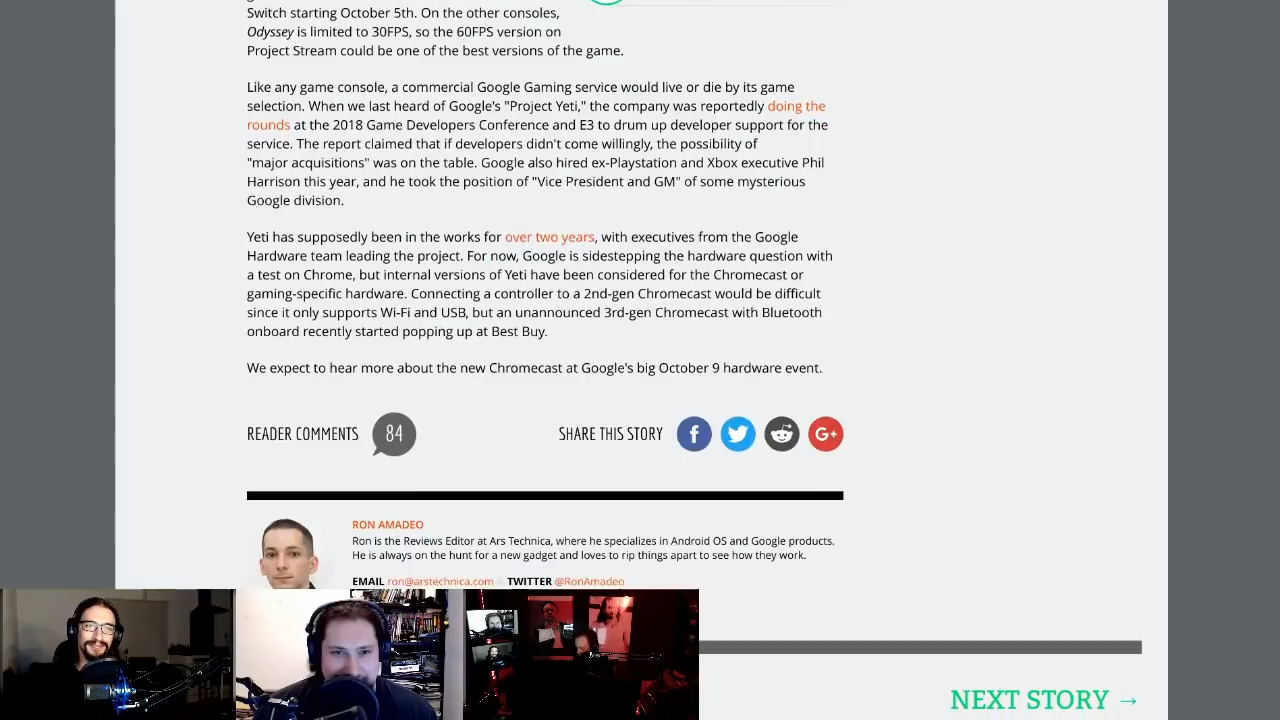 Switch starting October 5th. On the other consoles,
Odyssey is limited to 30FPS, so the 60FPS version on
Project Stream could be one of the best versions of the game.
Like any game console, a commercial Google Gaming service would live or die by its game
selection. When we last heard of Google's "Project Yeti," the company was reportedly doing the
rounds at the 2018 Game Developers Conference and E3 to drum up developer support for the
service. The report claimed that if developers didn't come willingly, the possibility of
"major acquisitions" was on the table. Google also hired ex-Playstation and Xbox executive Phil
Harrison this year, and he took the position of "Vice President and GM" of some mysterious
Google division.
Yeti has supposedly been in the works for over two years, with executives from the Google
Hardware team leading the project. For now, Google is sidestepping the hardware question with
a test on Chrome, but internal versions of Yeti have been considered for the Chromecast or
gaming-specific hardware. Connecting a controller to a 2nd-gen Chromecast would be difficult
since it only supports Wi-Fi and USB, but an unannounced 3rd-gen Chromecast with Bluetooth
onboard recently started popping up at Best Buy.
We expect to hear more about the new Chromecast at Google's big October 9 hardware event.
READER COMMENTS 84 SHARE THIS STORY f G+
RON AMADEO
Ron is the Reviews Editor at Ars Technica, where he specializes in Android OS and Google products.
He is always on the hunt for a new gadget and loves to rip things apart to see how they work.
EMAIL ron@arstechnica.com TWITTER @RonAmadeo
NEXT STORY →